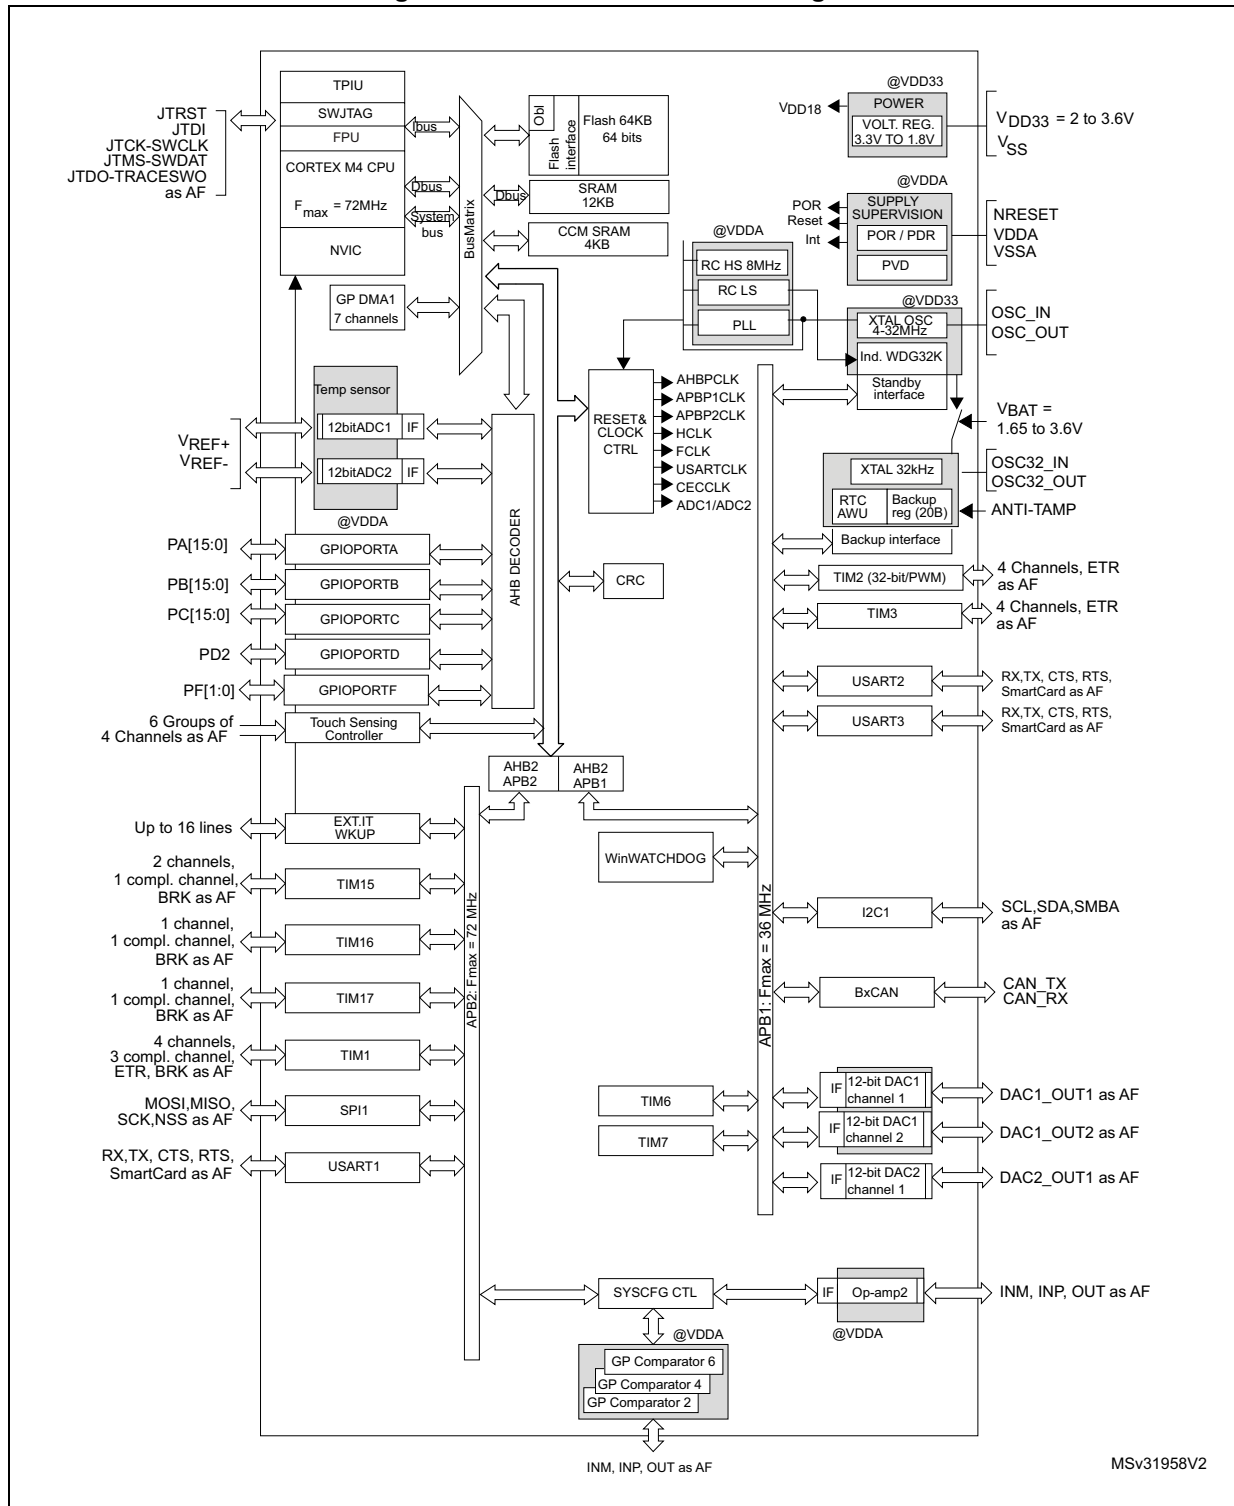 TPIU
SWJTAG
FPU
CORTEX M4 CPU
Fmax = 72MHz
NVIC
JTRST
JTDI
JTCK-SWCLK
JTMS-SWDAT
JTDO-TRACESWO
as AF
Ibus
Dbus
System
bus
BusMatrix
Obl
Flash
interface
Flash 64KB
64 bits
Dbus
SRAM
12KB
CCM SRAM
4KB
GP DMA1
7 channels
@VDD33
POWER
VOLT. REG.
3.3V TO 1.8V
VDD18
VDD33 = 2 to 3.6V
VSS
@VDDA
SUPPLY
SUPERVISION
POR / PDR
PVD
POR
Reset
Int
NRESET
VDDA
VSSA
@VDDA
RC HS 8MHz
RC LS
PLL
@VDD33
XTAL OSC
4-32MHz
Ind. WDG32K
Standby
interface
OSC_IN
OSC_OUT
VBAT =
1.65 to 3.6V
XTAL 32kHz
RTC
AWU
Backup
reg (20B)
Backup interface
OSC32_IN
OSC32_OUT
ANTI-TAMP
RESET&
CLOCK
CTRL
AHBPCLK
APBP1CLK
APBP2CLK
HCLK
FCLK
USARTCLK
CECCLK
ADC1/ADC2
Temp sensor
12bitADC1
IF
12bitADC2
IF
@VDDA
VREF+
VREF-
AHB DECODER
PA[15:0]
GPIOPORTA
PB[15:0]
GPIOPORTB
PC[15:0]
GPIOPORTC
PD2
GPIOPORTD
PF[1:0]
GPIOPORTF
6 Groups of
4 Channels as AF
Touch Sensing
Controller
CRC
AHB2
APB2
AHB2
APB1
TIM2 (32-bit/PWM)
4 Channels, ETR
as AF
TIM3
4 Channels, ETR
as AF
USART2
RX,TX, CTS, RTS,
SmartCard as AF
USART3
RX,TX, CTS, RTS,
SmartCard as AF
Up to 16 lines
EXT.IT
WKUP
2 channels,
1 compl. channel,
BRK as AF
TIM15
1 channel,
1 compl. channel,
BRK as AF
TIM16
1 channel,
1 compl. channel,
BRK as AF
TIM17
4 channels,
3 compl. channel,
ETR, BRK as AF
TIM1
MOSI,MISO,
SCK,NSS as AF
SPI1
RX,TX, CTS, RTS,
SmartCard as AF
USART1
APB2: Fmax = 72 MHz
WinWATCHDOG
APB1: Fmax = 36 MHz
I2C1
SCL,SDA,SMBA
as AF
BxCAN
CAN_TX
CAN_RX
TIM6
TIM7
IF
12-bit DAC1
channel 1
DAC1_OUT1 as AF
IF
12-bit DAC1
channel 2
DAC1_OUT2 as AF
IF
12-bit DAC2
channel 1
DAC2_OUT1 as AF
SYSCFG CTL
IF
Op-amp2
@VDDA
INM, INP, OUT as AF
@VDDA
GP Comparator 6
GP Comparator 4
GP Comparator 2
INM, INP, OUT as AF
MSv31958V2